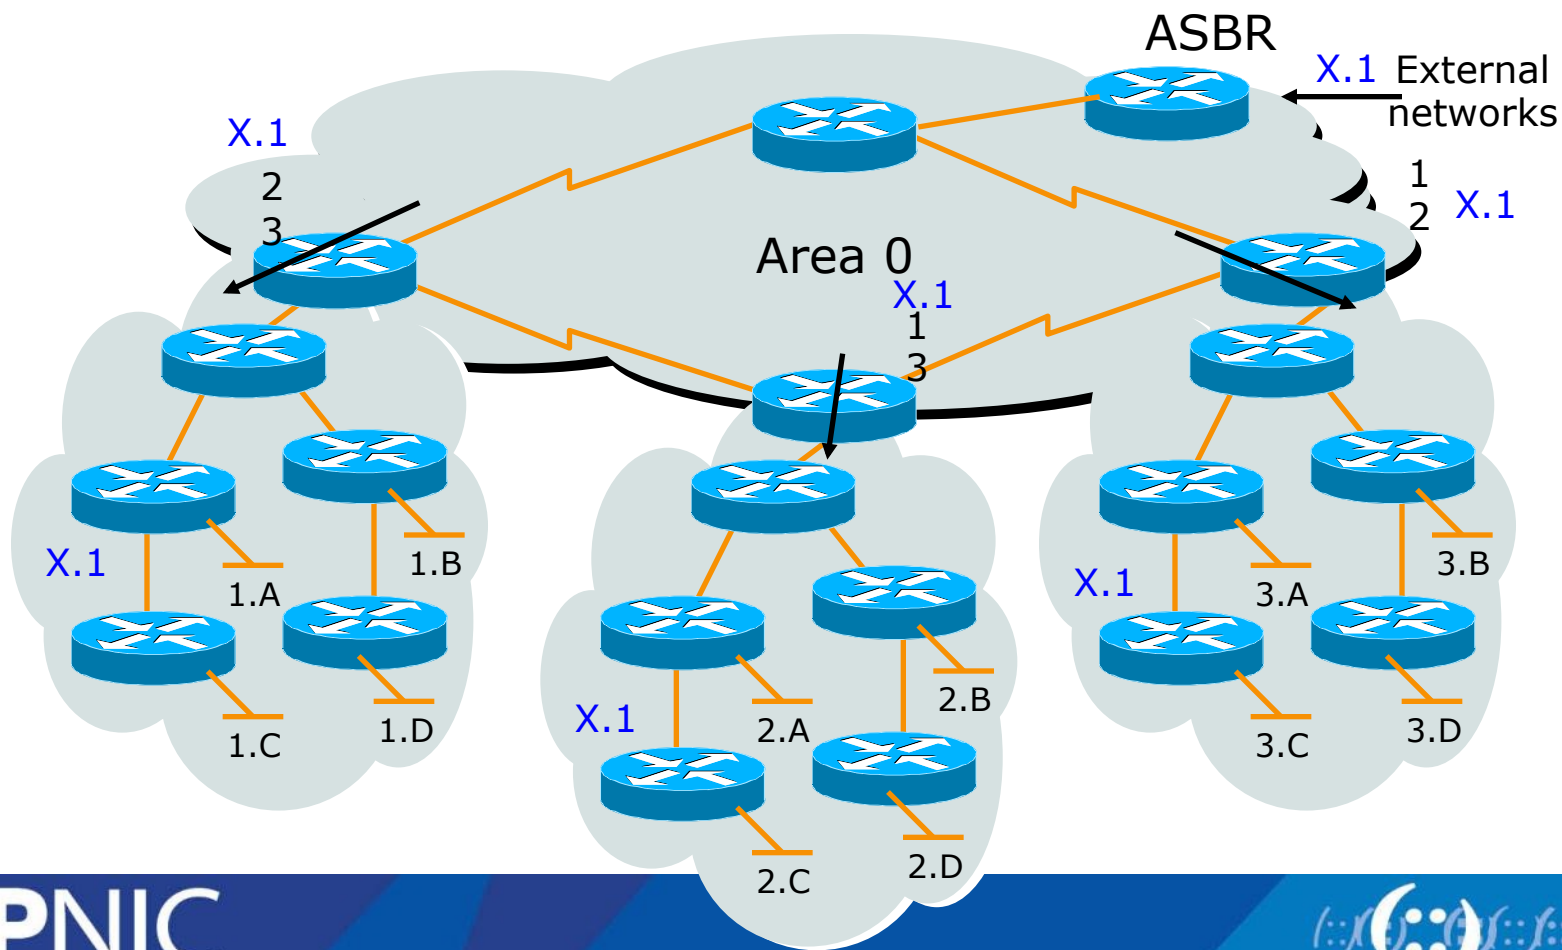 ASBR
X.1 External
networks
X.1
2
3
1
2
X.1
Area 0
X.1
1
3
X.1
1.A
1.B
1.C
1.D
X.1
2.A
2.B
2.C
2.D
X.1
3.A
3.B
3.C
3.D
PNIC
(::)